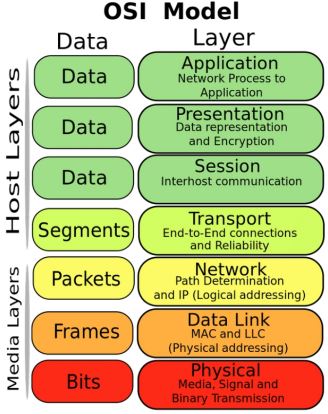 OSI Model
Data
Layer
Host Layers
Data
Application
Network Process to
Application
Data
Presentation
Data representation
and Encryption
Data
Session
Interhost communication
Segments
Transport
End-to-End connections
and Reliability
Media Layers
Packets
Network
Path Determination
and IP (Logical addressing)
Frames
Data Link
MAC and LLC
(Physical addressing)
Bits
Physical
Media, Signal and
Binary Transmission